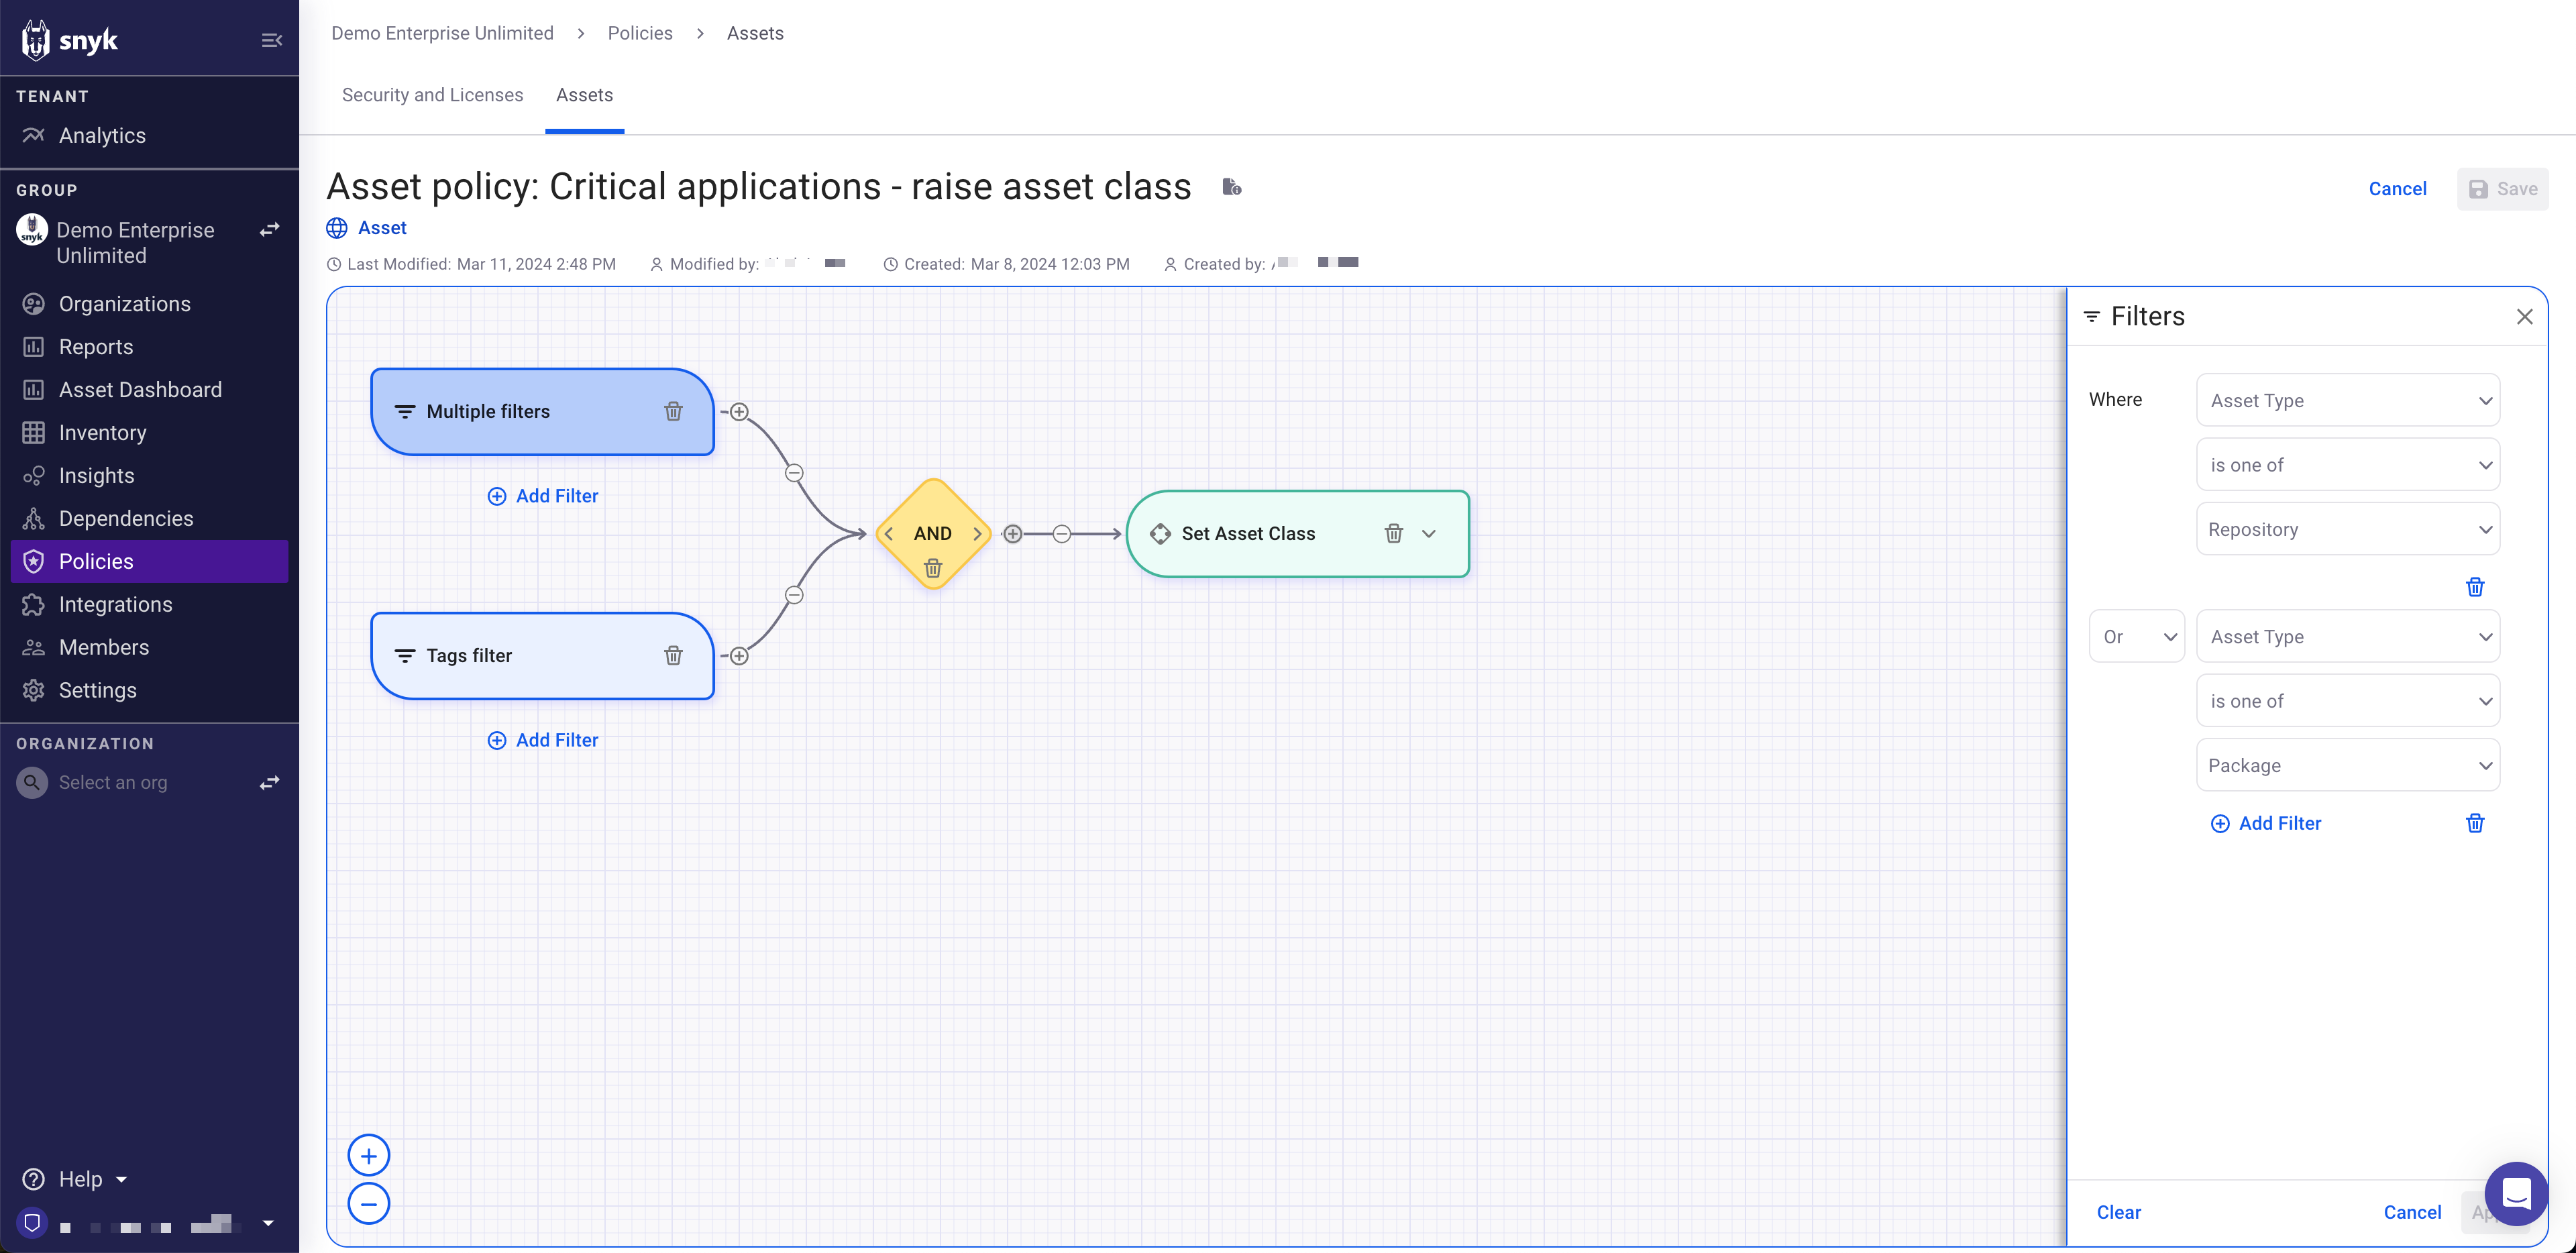 snyk
TENANT
Analytics
GROUP
snyk
Demo Enterprise
Unlimited
Organizations
Reports
Asset Dashboard
Inventory
Insights
Dependencies
Policies
Integrations
Members
Settings
ORGANIZATION
Select an org
Help
Demo Enterprise Unlimited > Policies > Assets
Security and Licenses Assets
Asset policy: Critical applications - raise asset class
Cancel Save
Asset
Last Modified: Mar 11, 2024 2:48 PM Modified by: Created: Mar 8, 2024 12:03 PM Created by:
Multiple filters
Add Filter
AND
Set Asset Class
Tags filter
Add Filter
Filters
Where Asset Type
is one of
Repository
Or Asset Type
is one of
Package
Add Filter
Clear Cancel